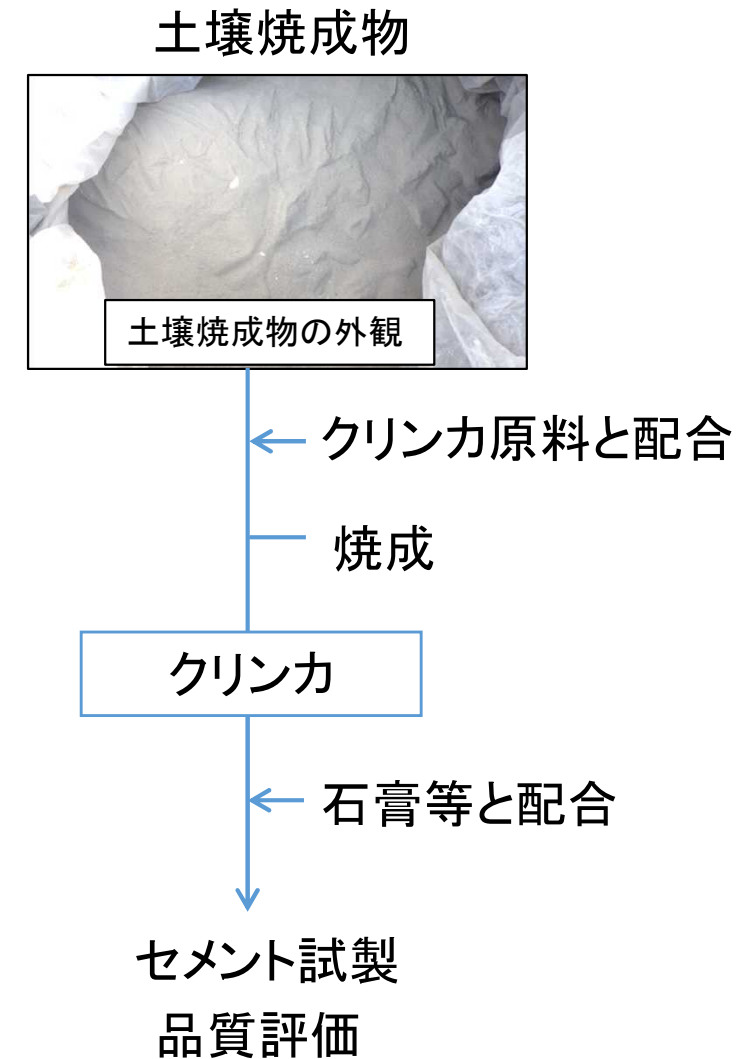 土壌焼成物
土壌焼成物の外観
クリンカ原料と配合
焼成
クリンカ
石膏等と配合
セメント試製
品質評価